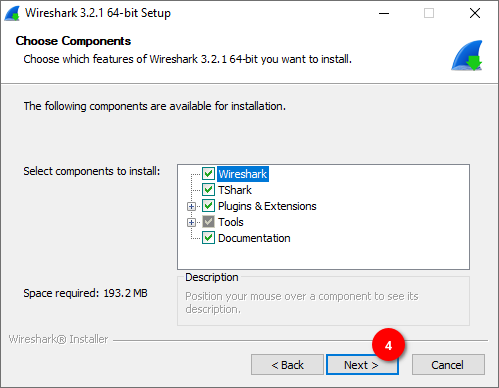 Wireshark 3.2.1 64-bit Setup
Choose Components
Choose which features of Wireshark 3.2.1 64-bit you want to install.
The following components are available for installation.
Select components to install:
Wireshark
TShark
Plugins & Extensions
Tools
Documentation
Space required: 193.2 MB
Description
Position your mouse over a component to see its
description.
Wireshark® Installer
4
< Back
Next >
Cancel